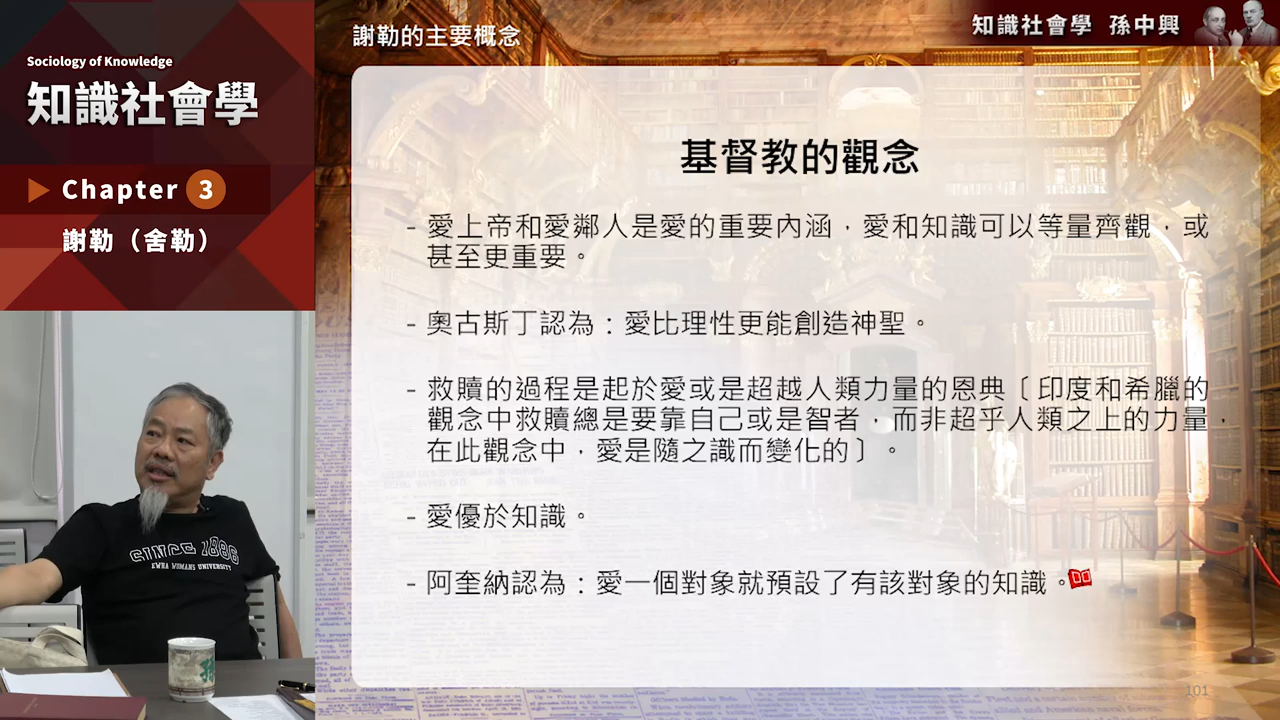 Sociology of Knowledge
知識社會學
Chapter 3
謝勒（舍勒）
謝勒的主要概念
知識社會學 孫中興
基督教的觀念
- 愛上帝和愛鄰人是愛的重要內涵，愛和知識可以等量齊觀，或
甚至更重要。
- 奧古斯丁認為：愛比理性更能創造神聖。
- 救贖的過程是起於愛或是超越人類力量的恩典〔印度和希臘的
觀念中救贖總是要靠自己或是智者，而非超乎人類之上的力量，
在此觀念中，愛是隨之識而變化的〕。
- 愛優於知識。
- 阿奎納認為：愛一個對象就預設了有該對象的知識。
101
SINCE 1886
EWHA WOMANS UNIVERSITY